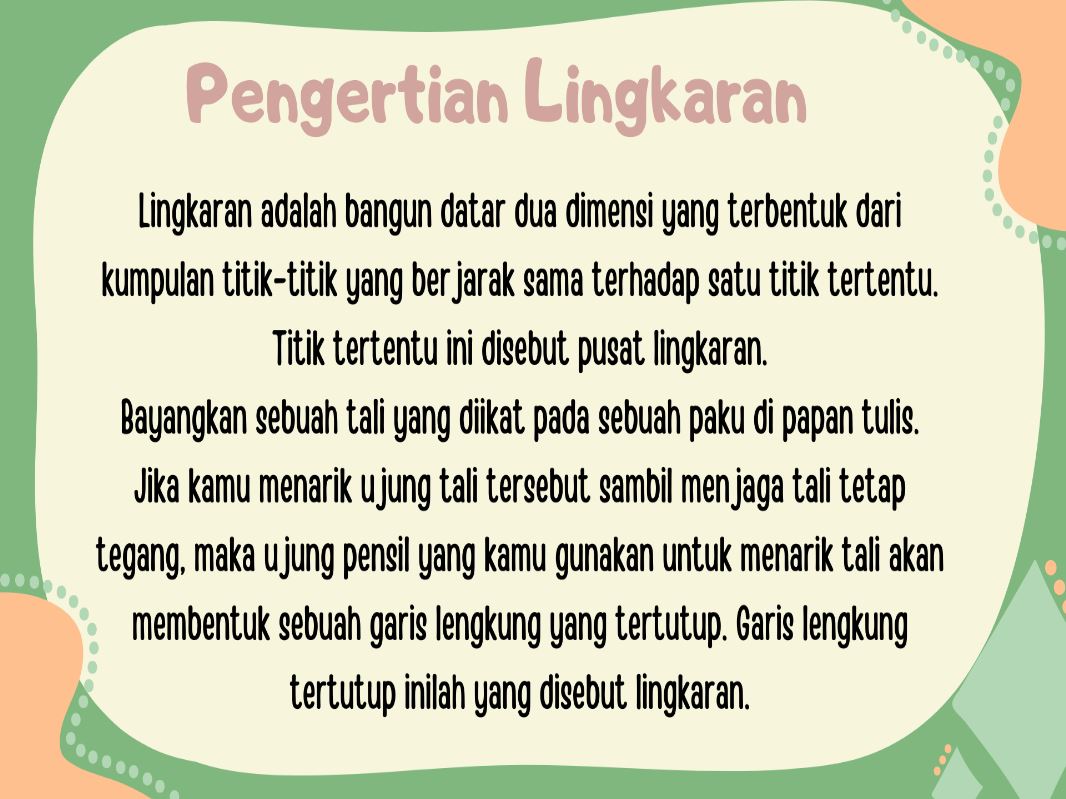 Pengertian Lingkaran
Lingkaran adalah bangun datar dua dimensi yang terbentuk dari
kumpulan titik-titik yang berjarak sama terhadap satu titik tertentu.
Titik tertentu ini disebut pusat lingkaran.
Bayangkan sebuah tali yang diikat pada sebuah paku di papan tulis.
Jika kamu menarik ujung tali tersebut sambil menjaga tali tetap
tegang, maka ujung pensil yang kamu gunakan untuk menarik tali akan
membentuk sebuah garis lengkung yang tertutup. Garis lengkung
tertutup inilah yang disebut lingkaran.